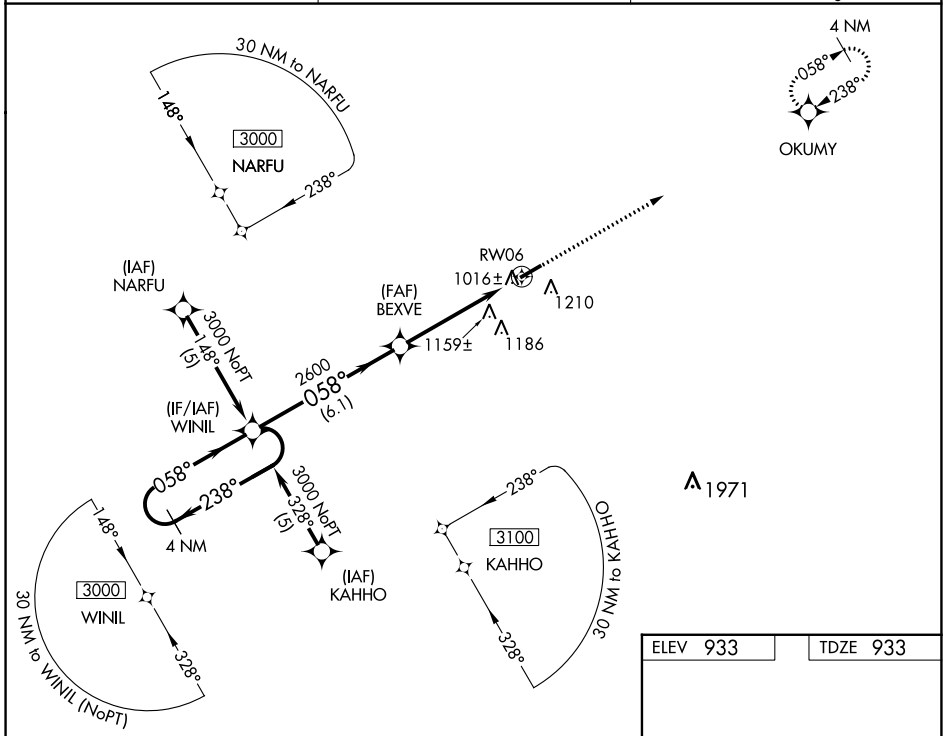 4 NM
058°
238°
OKUMY
30 NM to NARFU
148°
3000
NARFU
238°
(IAF)
NARFU
3000 NoPT
148°
(5)
RW06
1016±
1210
(FAF)
BEXVE
1159±
1186
2600
058°
(6.1)
(IF/IAF)
WINIL
058°
238°
4 NM
3000 NoPT
328°
(5)
(IAF)
KAHHO
1971
238°
3100
KAHHO
328°
30 NM to KAHHO
148°
3000
WINIL
328°
30 NM to WINIL (NoPT)
ELEV 933
TDZE 933